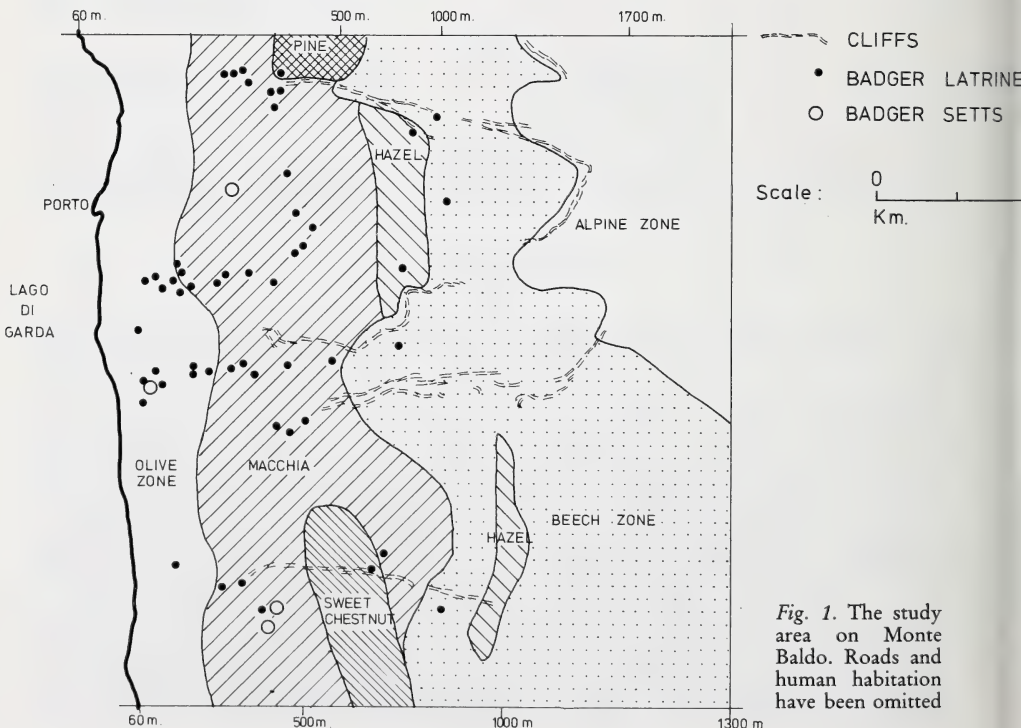 60 m. 500 m. 1000 m. 1700 m.
CLIFFS
BADGER LATRINE
BADGER SETTS
Scale: 0
Km.
PINE
HAZEL
PORTO
ALPINE ZONE
LAGO
DI
GARDA
OLIVE
ZONE
MACCHIA
BEECH ZONE
HAZEL
SWEET
CHESTNUT
Fig. 1. The study
area on Monte
Baldo. Roads and
human habitation
have been omitted
60 m. 500 m. 1000 m. 1300 m